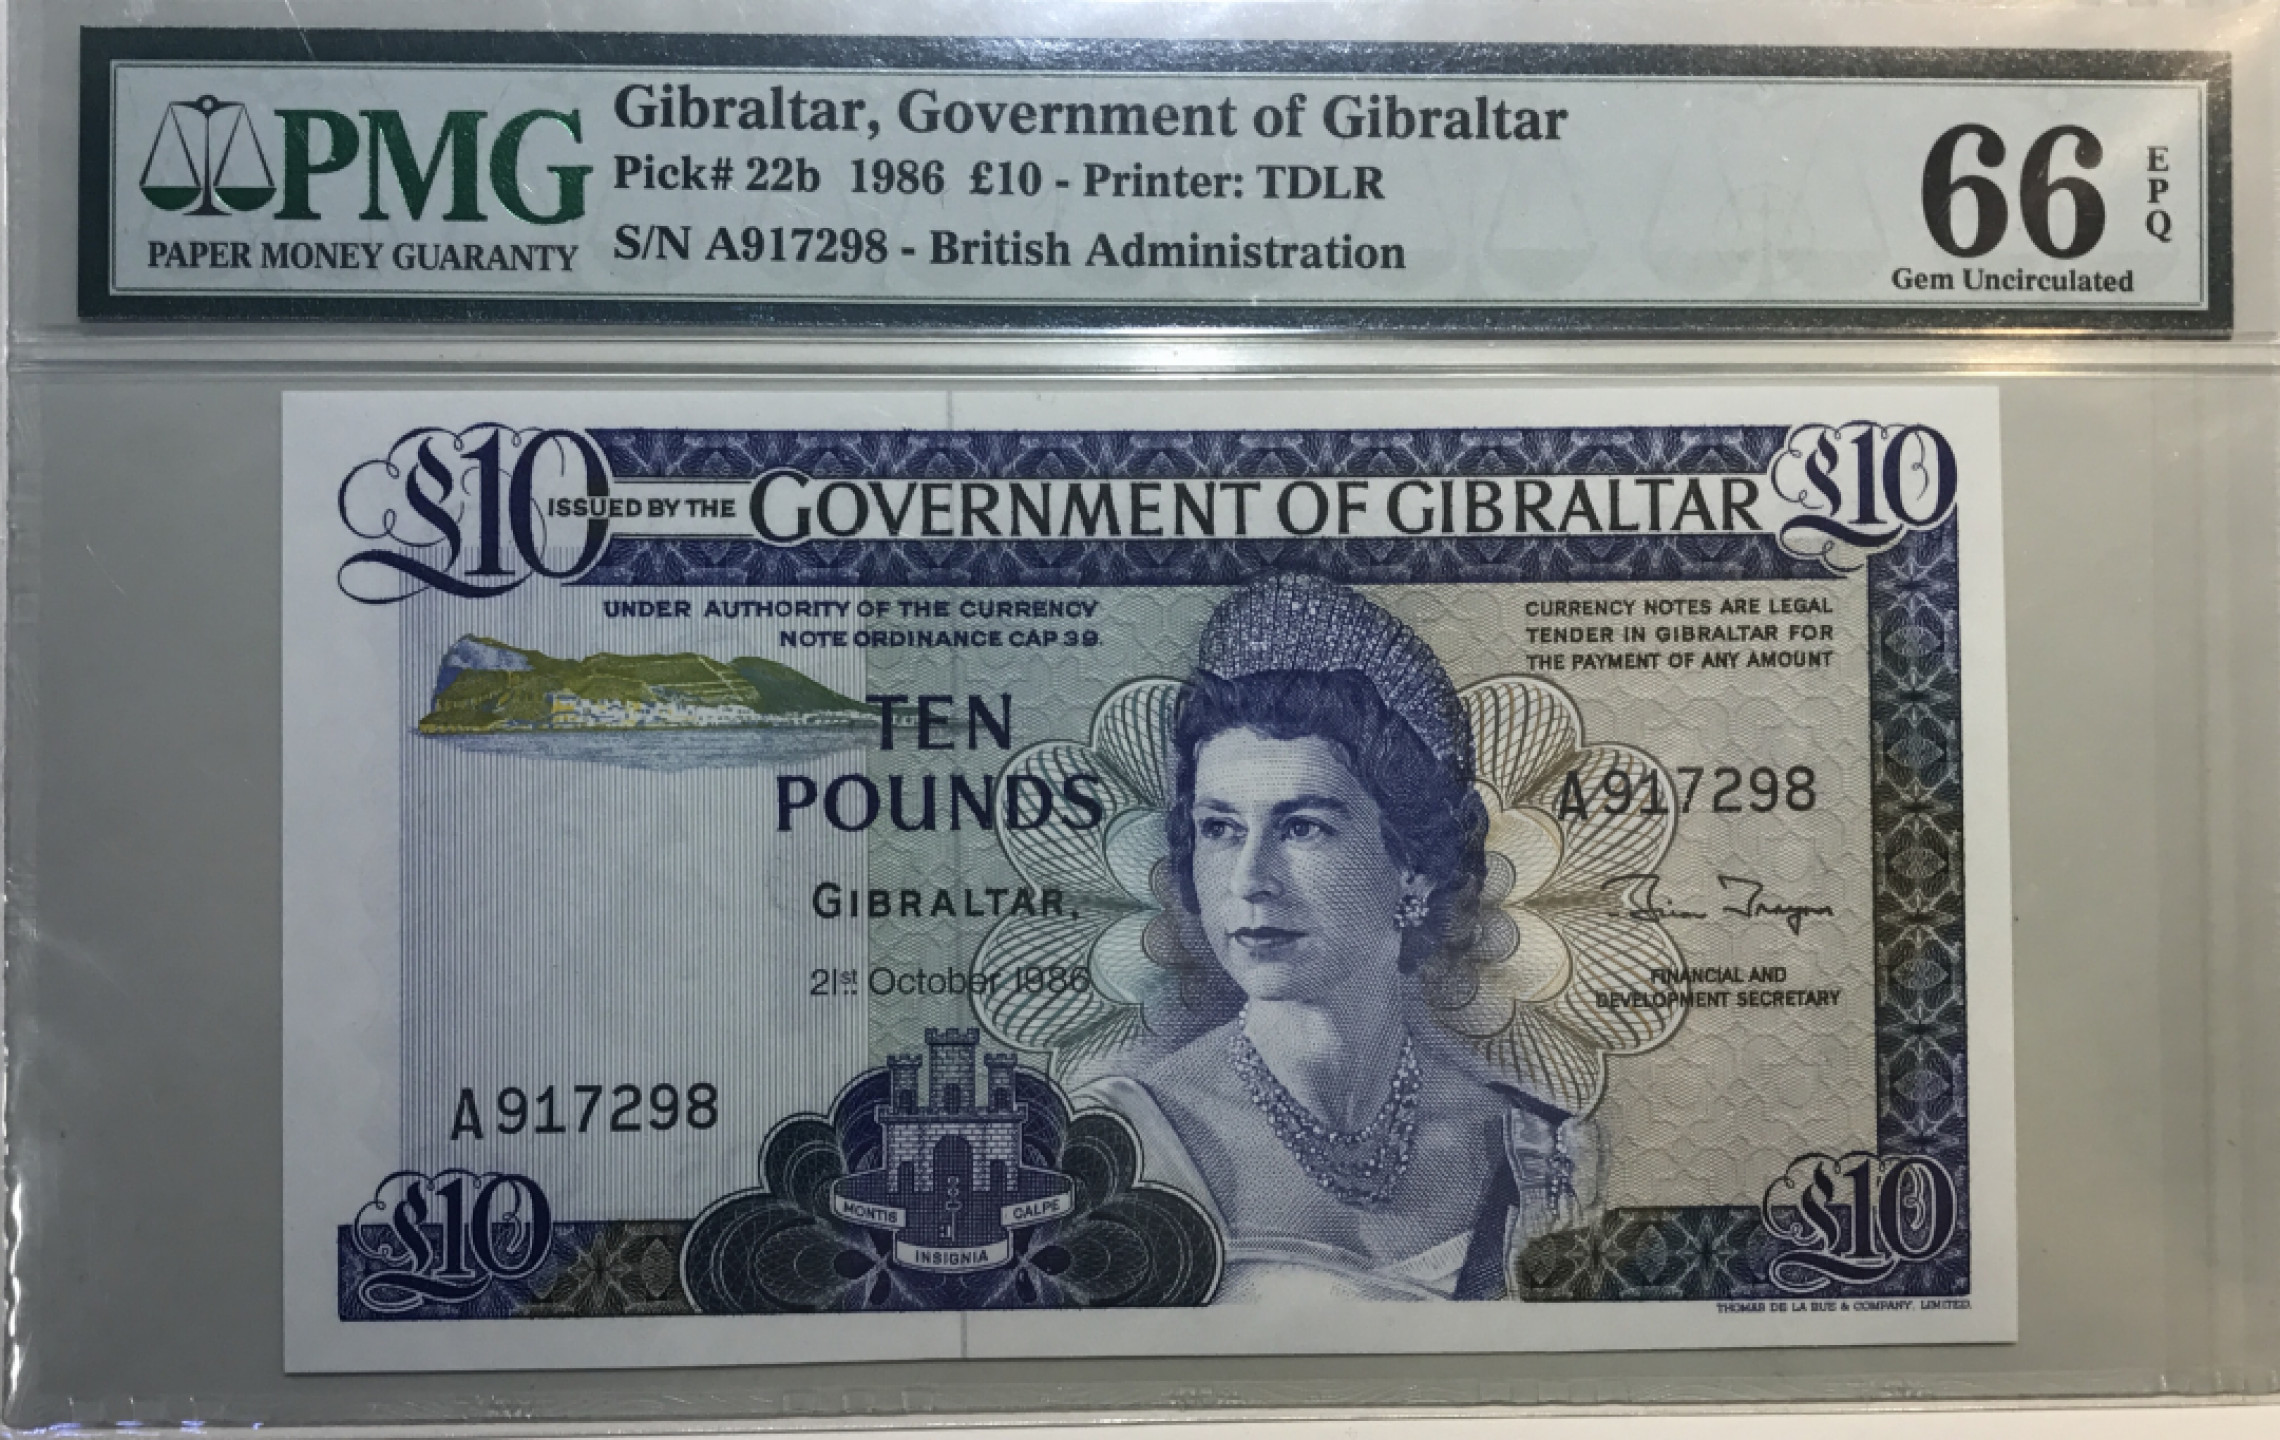 PMG
PAPER MONEY GUARANTY
Gibraltar, Government of Gibraltar
Pick# 22b 1986 £10 - Printer: TDLR
S/N A917298 - British Administration
66
EPQ
Gem Uncirculated
£10
ISSUED BY THE GOVERNMENT OF GIBRALTAR
£10
UNDER AUTHORITY OF THE CURRENCY
NOTE ORDINANCE CAP 39.
CURRENCY NOTES ARE LEGAL
TENDER IN GIBRALTAR FOR
THE PAYMENT OF ANY AMOUNT
TEN
POUNDS
A917298
GIBRALTAR,
21st October 1986
FINANCIAL AND
DEVELOPMENT SECRETARY
A917298
MONTIS
INSIGNIA
CALPE
£10
£10
THOMAS DE LA RUE & COMPANY, LIMITED.